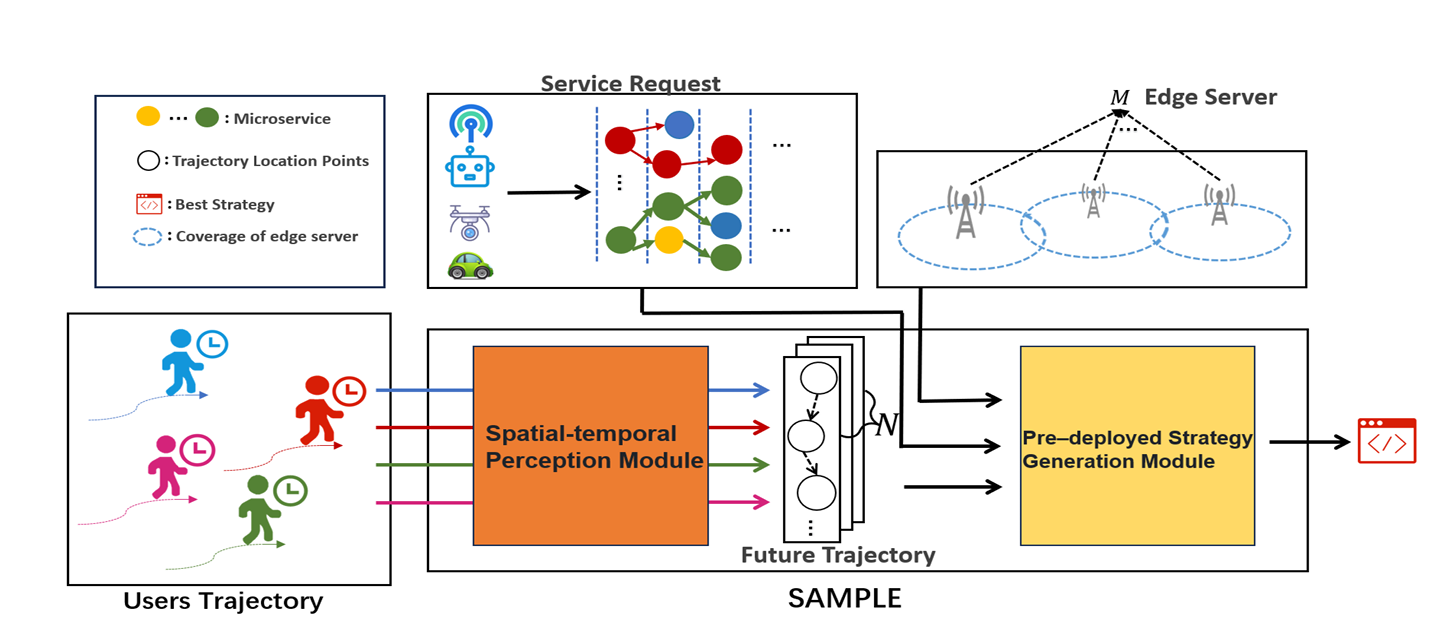 Service Request
M Edge Server
...
... : Microservice
: Trajectory Location Points
</> : Best Strategy
: Coverage of edge server
...
...
...
Spatial-temporal
Perception Module
N
...
Future Trajectory
Pre–deployed Strategy
Generation Module
</>
Users Trajectory
SAMPLE